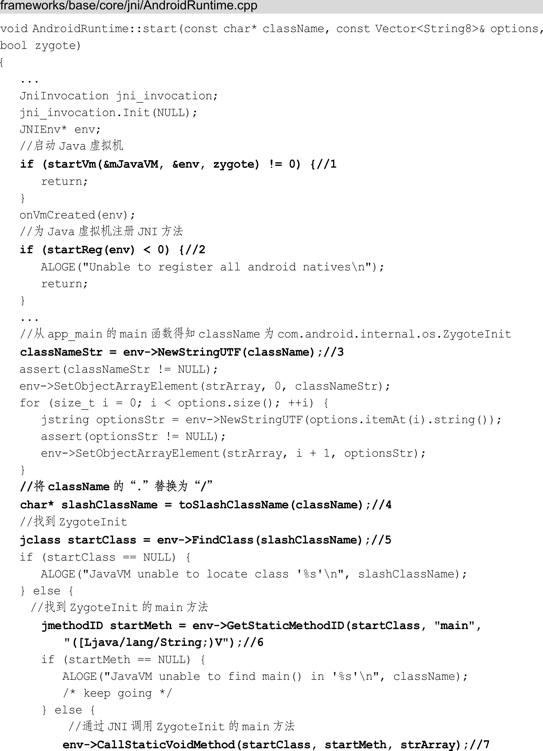 frameworks/base/core/jni/AndroidRuntime.cpp
void AndroidRuntime::start(const char* className, const Vector<String8>& options,
bool zygote)
{
...
JniInvocation jni_invocation;
jni_invocation.Init(NULL);
JNIEnv* env;
//启动 Java 虚拟机
if (startVm(&mJavaVM, &env, zygote) != 0) {//1
return;
}
onVmCreated(env);
//为 Java 虚拟机注册 JNI 方法
if (startReg(env) < 0) {//2
ALOGE("Unable to register all android natives\n");
return;
}
...
//从 app_main 的 main 函数得知 className 为 com.android.internal.os.ZygoteInit
classNameStr = env->NewStringUTF(className);//3
assert(classNameStr != NULL);
env->SetObjectArrayElement(strArray, 0, classNameStr);
for (size_t i = 0; i < options.size(); ++i) {
jstring optionsStr = env->NewStringUTF(options.itemAt(i).string());
assert(optionsStr != NULL);
env->SetObjectArrayElement(strArray, i + 1, optionsStr);
}
//将 className 的“.”替换为“/”
char* slashClassName = toSlashClassName(className);//4
//找到 ZygoteInit
jclass startClass = env->FindClass(slashClassName);//5
if (startClass == NULL) {
ALOGE("JavaVM unable to locate class '%s'\n", slashClassName);
} else {
//找到 ZygoteInit 的 main 方法
jmethodID startMeth = env->GetStaticMethodID(startClass, "main",
"([Ljava/lang/String;)V");//6
if (startMeth == NULL) {
ALOGE("JavaVM unable to find main() in '%s'\n", className);
/* keep going */
} else {
//通过 JNI 调用 ZygoteInit 的 main 方法
env->CallStaticVoidMethod(startClass, startMeth, strArray);//7